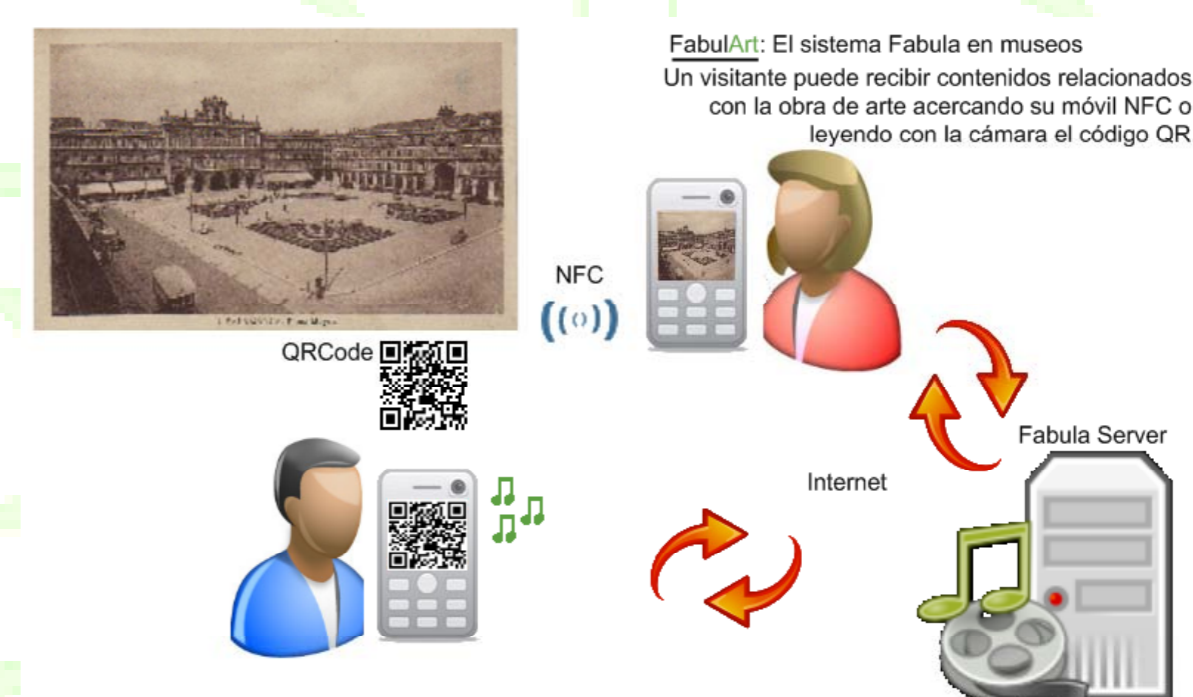 FabulArt: El sistema Fabula en museos
Un visitante puede recibir contenidos relacionados
con la obra de arte acercando su móvil NFC o
leyendo con la cámara el código QR
NFC
QRCode
Fabula Server
Internet